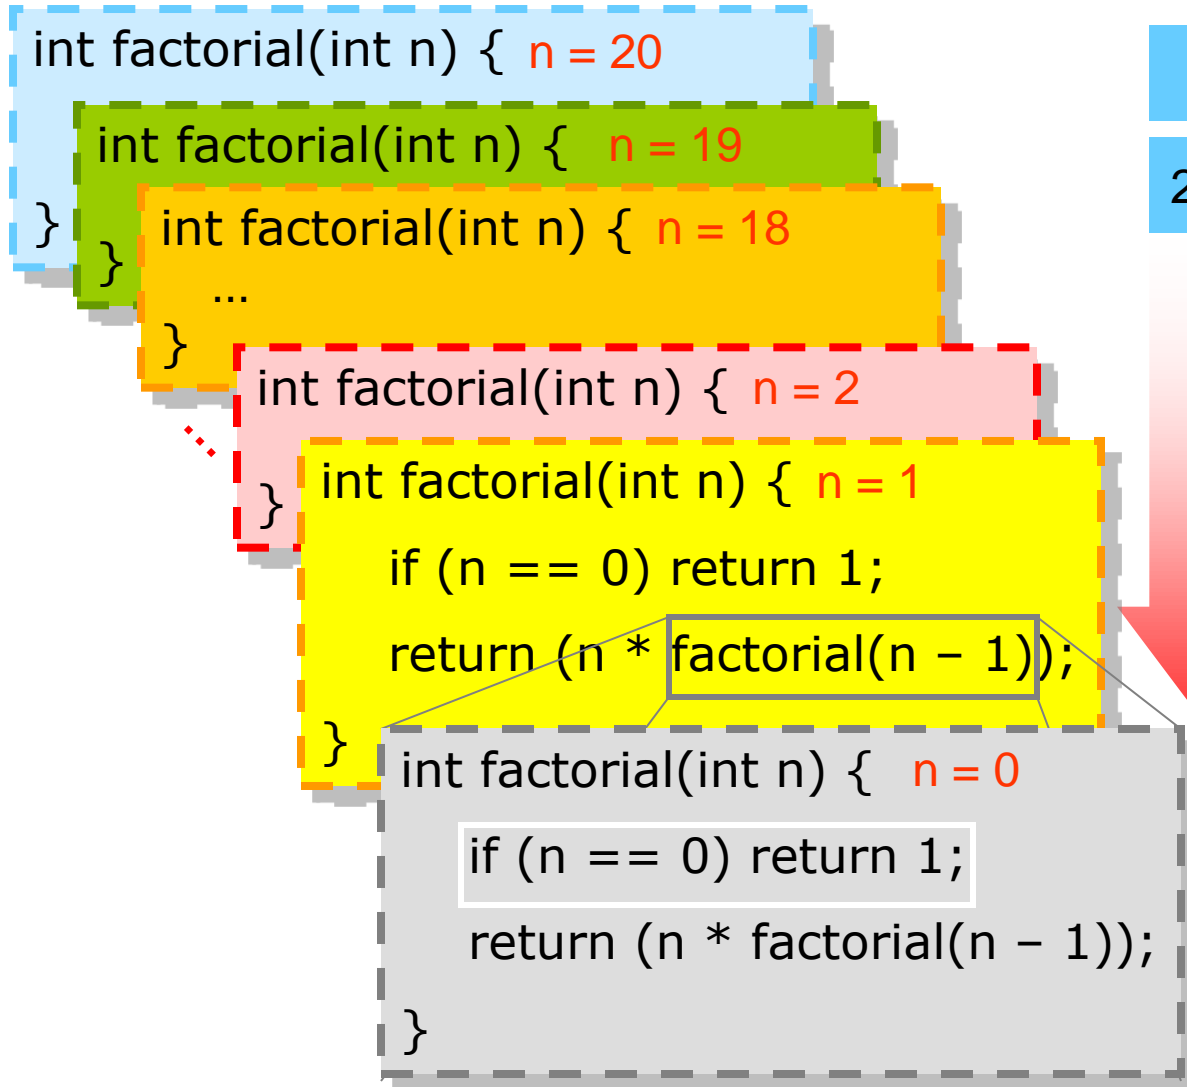 int factorial(int n) { n = 20
int factorial(int n) { n = 19
}
int factorial(int n) { n = 18
}
…
}
int factorial(int n) { n = 2
}
int factorial(int n) { n = 1
if (n == 0) return 1;
return (n * factorial(n – 1));
}
int factorial(int n) { n = 0
if (n == 0) return 1;
return (n * factorial(n – 1));
}